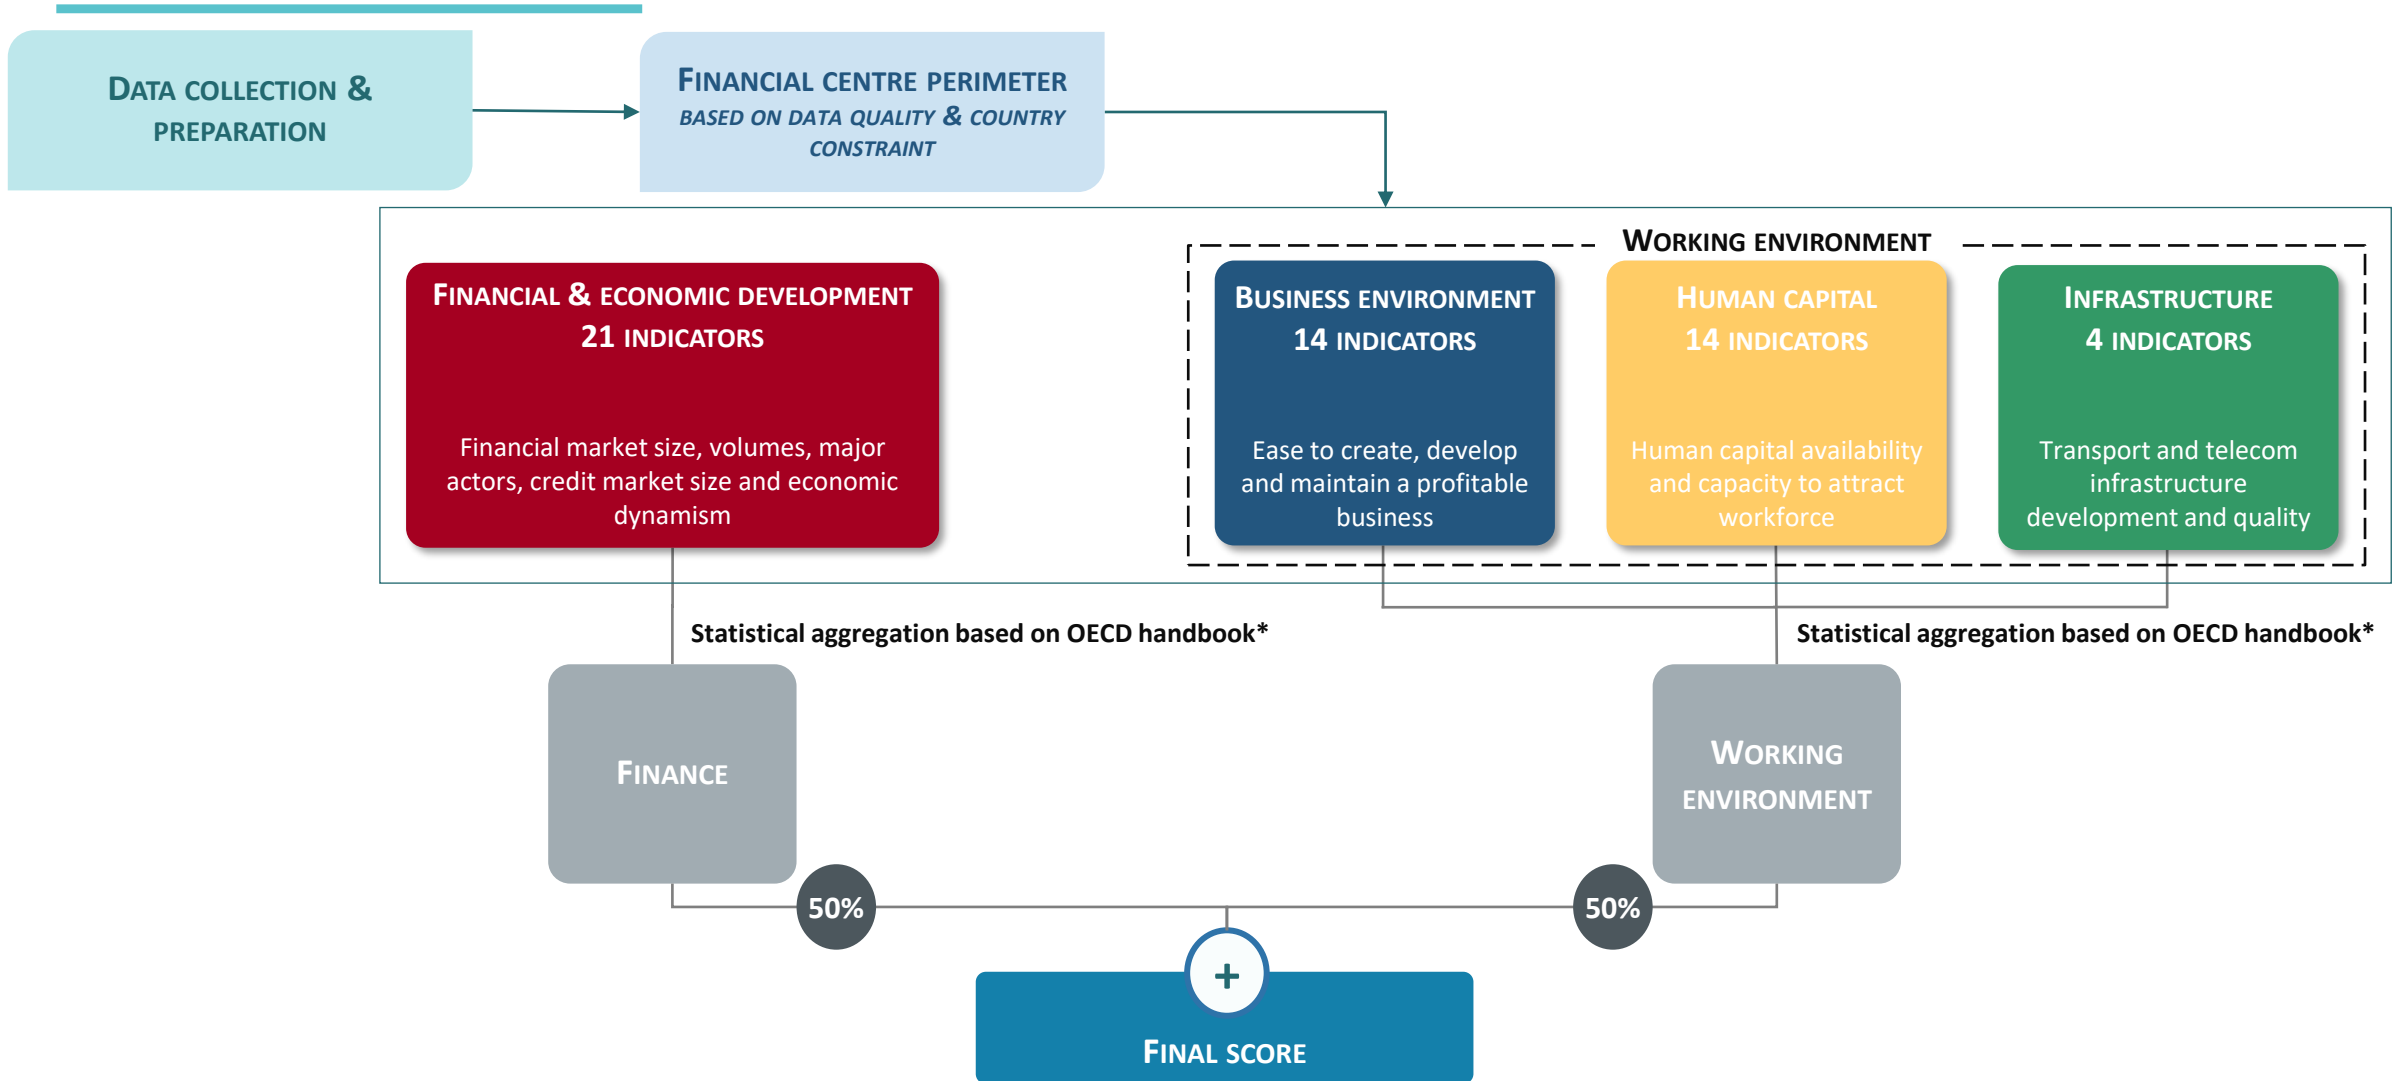 DATA COLLECTION &
PREPARATION
FINANCIAL CENTRE PERIMETER
BASED ON DATA QUALITY & COUNTRY
CONSTRAINT
WORKING ENVIRONMENT
FINANCIAL & ECONOMIC DEVELOPMENT
21 INDICATORS
Financial market size, volumes, major
actors, credit market size and economic
dynamism
BUSINESS ENVIRONMENT
14 INDICATORS
Ease to create, develop
and maintain a profitable
business
HUMAN CAPITAL
14 INDICATORS
Human capital availability
and capacity to attract
workforce
INFRASTRUCTURE
4 INDICATORS
Transport and telecom
infrastructure
development and quality
Statistical aggregation based on OECD handbook*
Statistical aggregation based on OECD handbook*
FINANCE
WORKING
ENVIRONMENT
50%
50%
+
FINAL SCORE